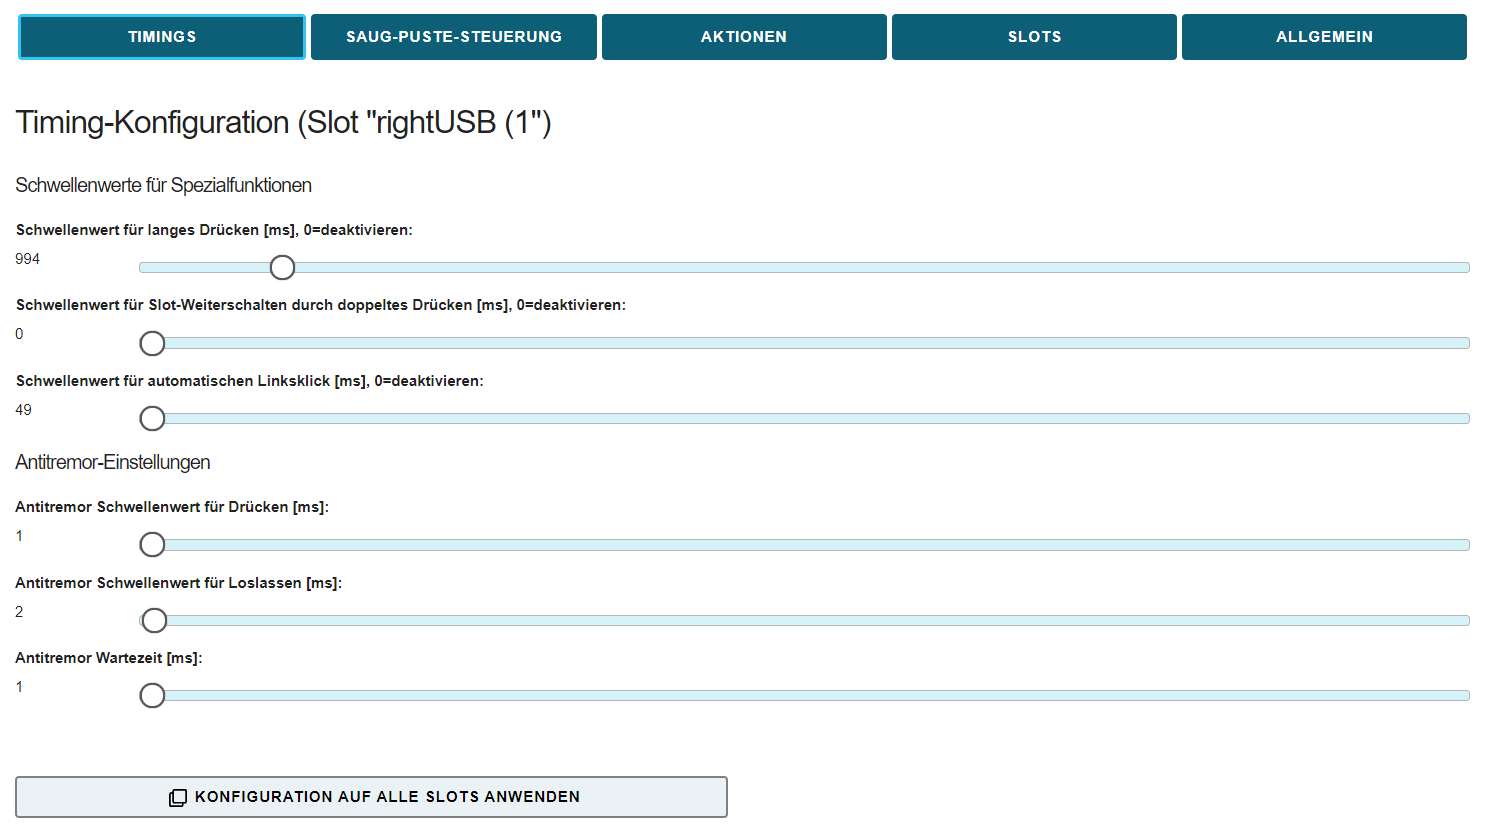 TIMINGS
SAUG-PUSTE-STEUERUNG
AKTIONEN
SLOTS
ALLGEMEIN
Timing-Konfiguration (Slot "rightUSB (1")
Schwellenwerte für Spezialfunktionen
Schwellenwert für langes Drücken [ms], 0=deaktivieren:
994
Schwellenwert für Slot-Weiterschalten durch doppeltes Drücken [ms], 0=deaktivieren:
0
Schwellenwert für automatischen Linksklick [ms], 0=deaktivieren:
49
Antitremor-Einstellungen
Antitremor Schwellenwert für Drücken [ms]:
1
Antitremor Schwellenwert für Loslassen [ms]:
2
Antitremor Wartezeit [ms]:
1
KONFIGURATION AUF ALLE SLOTS ANWENDEN